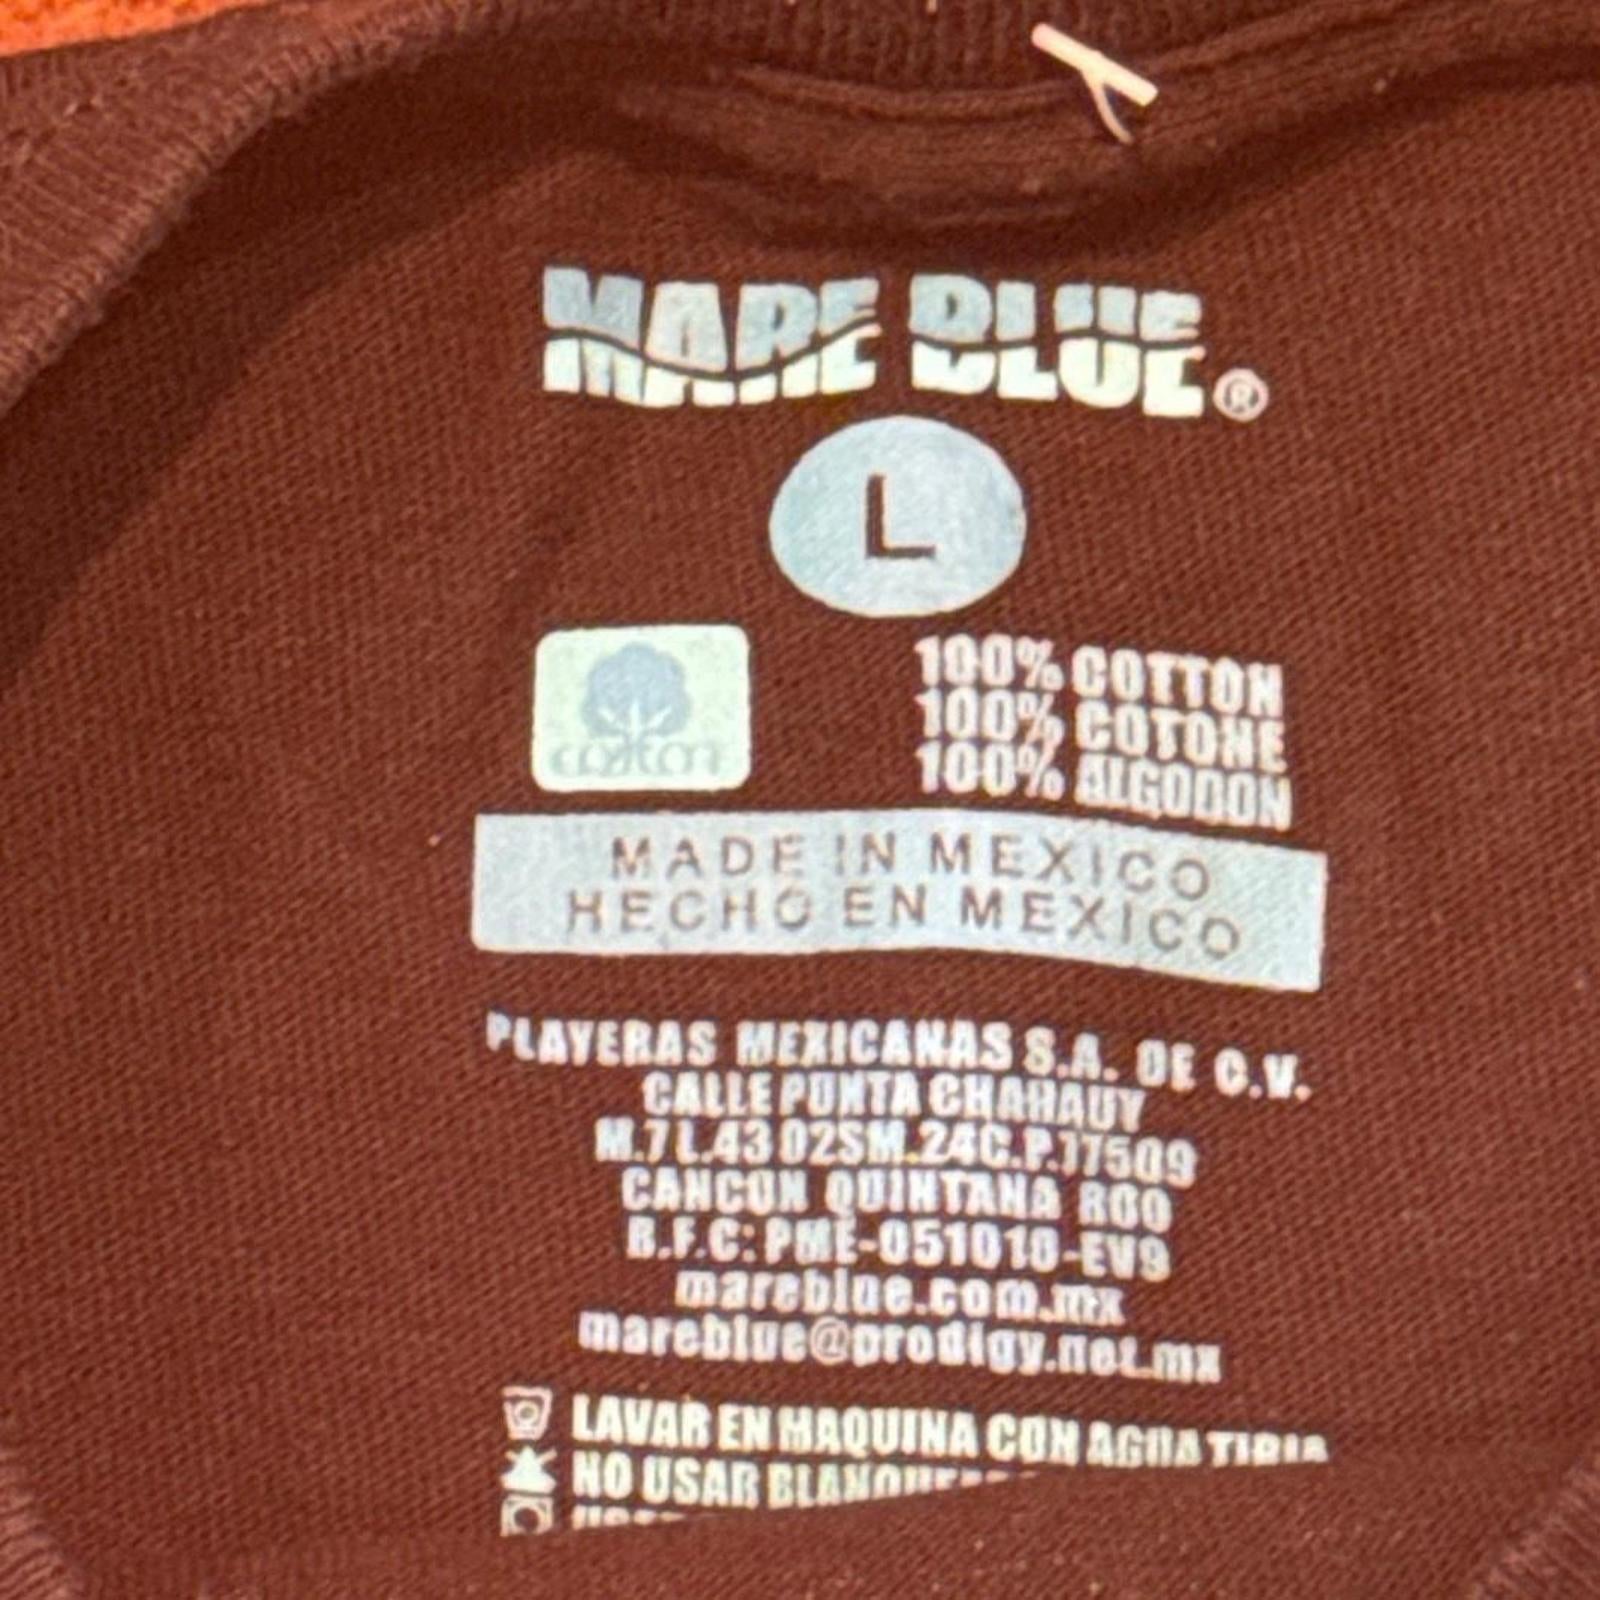 MARE BLUE®
L
cotton
100% COTTON
100% COTONE
100% ALGODON
MADE IN MEXICO
HECHO EN MEXICO
PLAYERAS MEXICANAS S.A. DE C.V.
CALLE PUNTA CHAHAUY
M.7 L.43 02SM.24C.P.77509
CANCUN QUINTANA ROO
R.F.C: PME-051010-EV9
mareblue.com.mx
mareblue@prodigy.net.mx
LAVAR EN MAQUINA CON AGUA TIBIA
NO USAR